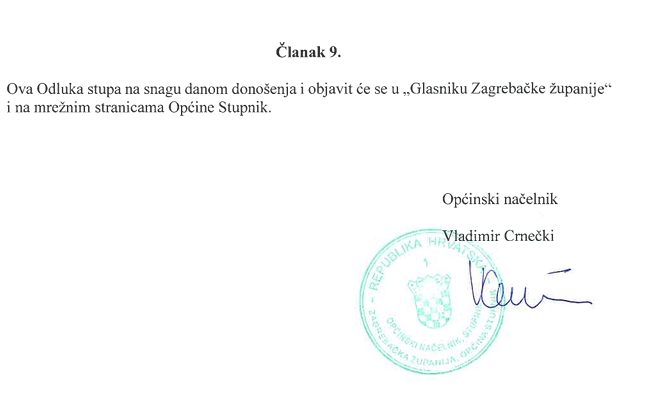 Članak 9.
Ova Odluka stupa na snagu danom donošenja i objavit će se u „Glasniku Zagrebačke županije“
i na mrežnim stranicama Općine Stupnik.
Općinski načelnik
Vladimir Crnečki
REPUBLIKA HRVATSKA
1
OPĆINSKI NAČELNIK, STUPNIK
ZAGREBAČKA ŽUPANIJA, OPĆINA STUPNIK